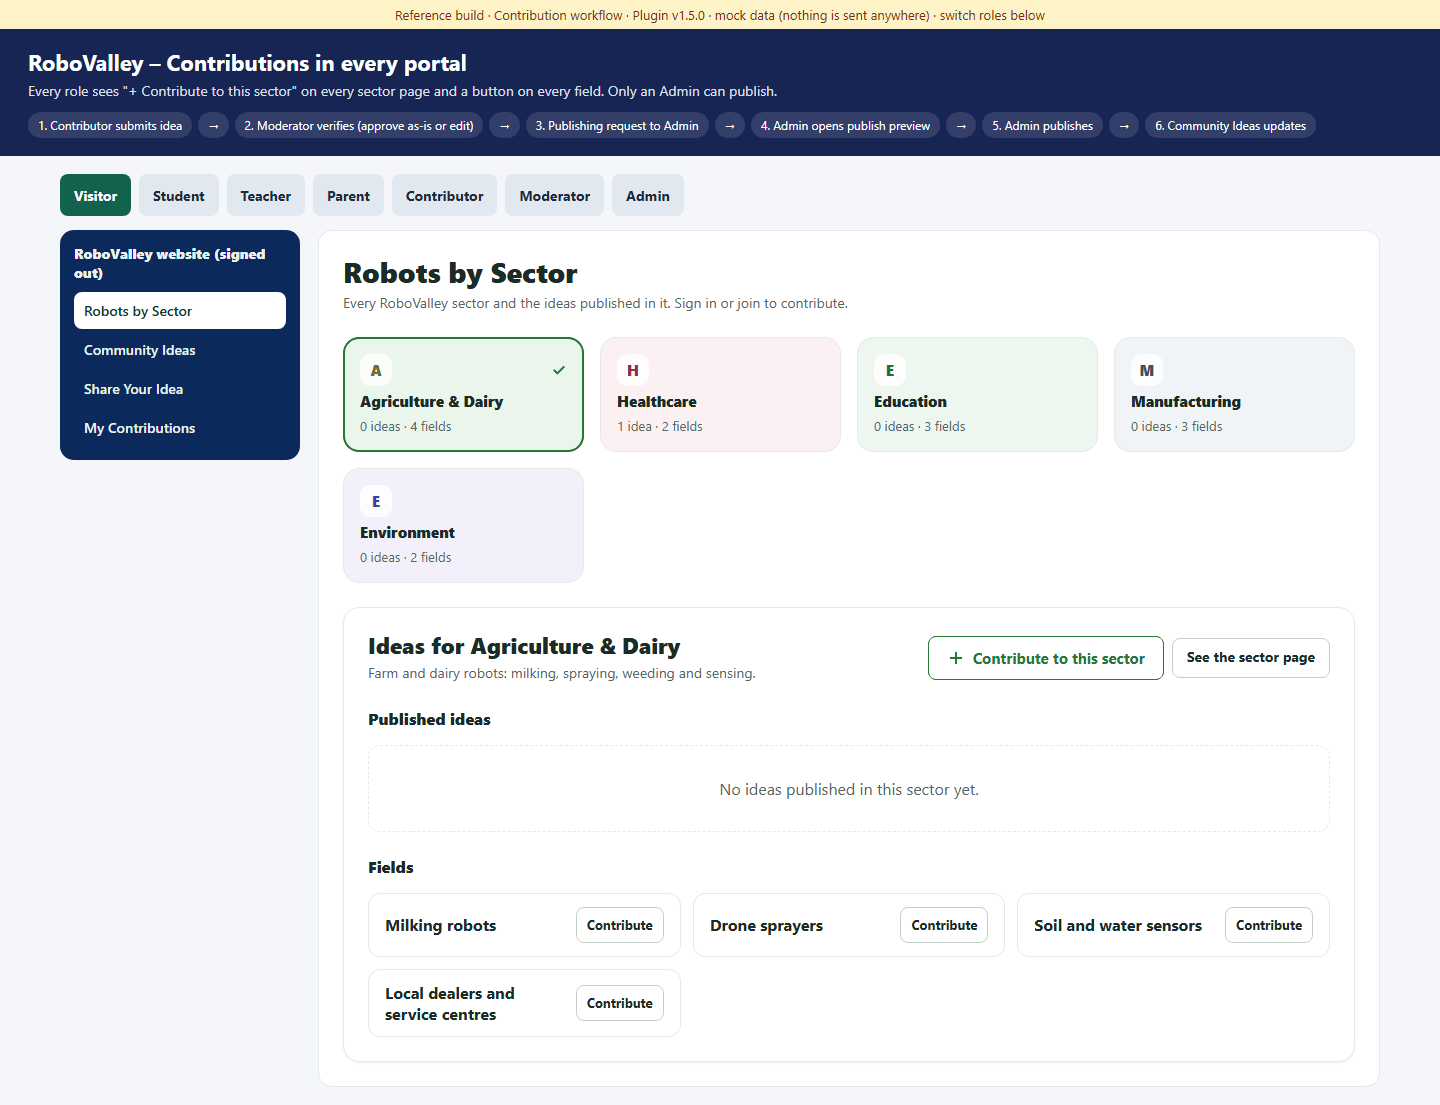 Reference build · Contribution workflow · Plugin v1.5.0 · mock data (nothing is sent anywhere) · switch roles below
RoboValley – Contributions in every portal
Every role sees "+ Contribute to this sector" on every sector page and a button on every field. Only an Admin can publish.
1. Contributor submits idea → 2. Moderator verifies (approve as-is or edit) → 3. Publishing request to Admin → 4. Admin opens publish preview → 5. Admin publishes → 6. Community Ideas updates
Visitor Student Teacher Parent Contributor Moderator Admin
RoboValley website (signed
out)
Robots by Sector
Community Ideas
Share Your Idea
My Contributions
Robots by Sector
Every RoboValley sector and the ideas published in it. Sign in or join to contribute.
A
Agriculture & Dairy
0 ideas · 4 fields
H
Healthcare
1 idea · 2 fields
E
Education
0 ideas · 3 fields
M
Manufacturing
0 ideas · 3 fields
E
Environment
0 ideas · 2 fields
Ideas for Agriculture & Dairy
Farm and dairy robots: milking, spraying, weeding and sensing.
+ Contribute to this sector
See the sector page
Published ideas
No ideas published in this sector yet.
Fields
Milking robots Contribute
Drone sprayers Contribute
Soil and water sensors Contribute
Local dealers and
service centres
Contribute